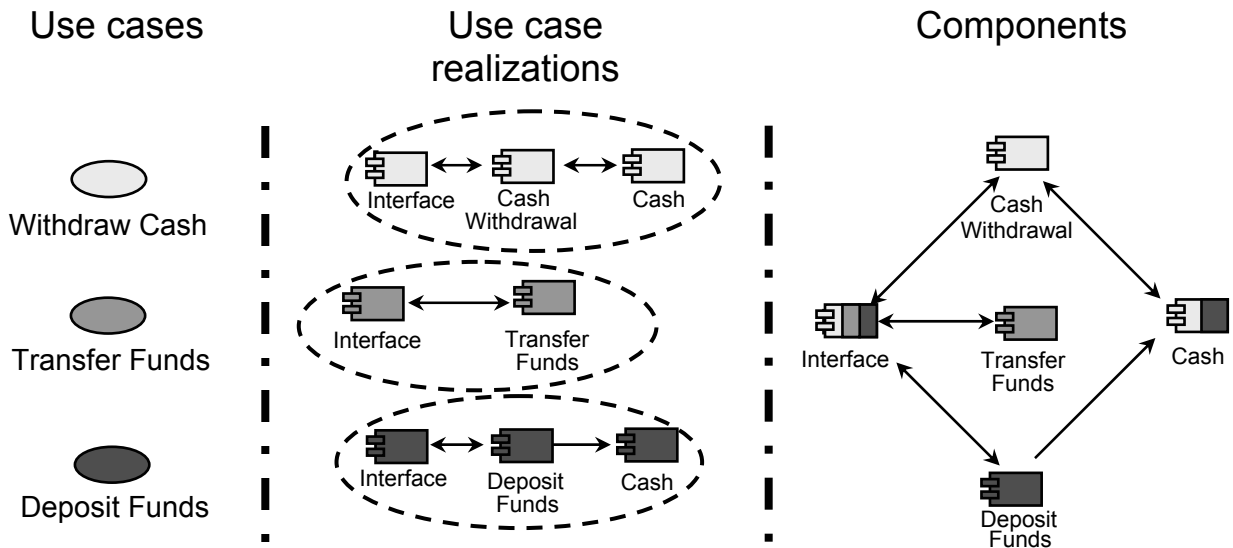 Use cases
Use case
realizations
Components
Withdraw Cash
Interface
Cash
Withdrawal
Cash
Transfer Funds
Interface
Transfer
Funds
Deposit Funds
Interface
Deposit
Funds
Cash
Cash
Withdrawal
Interface
Transfer
Funds
Cash
Deposit
Funds